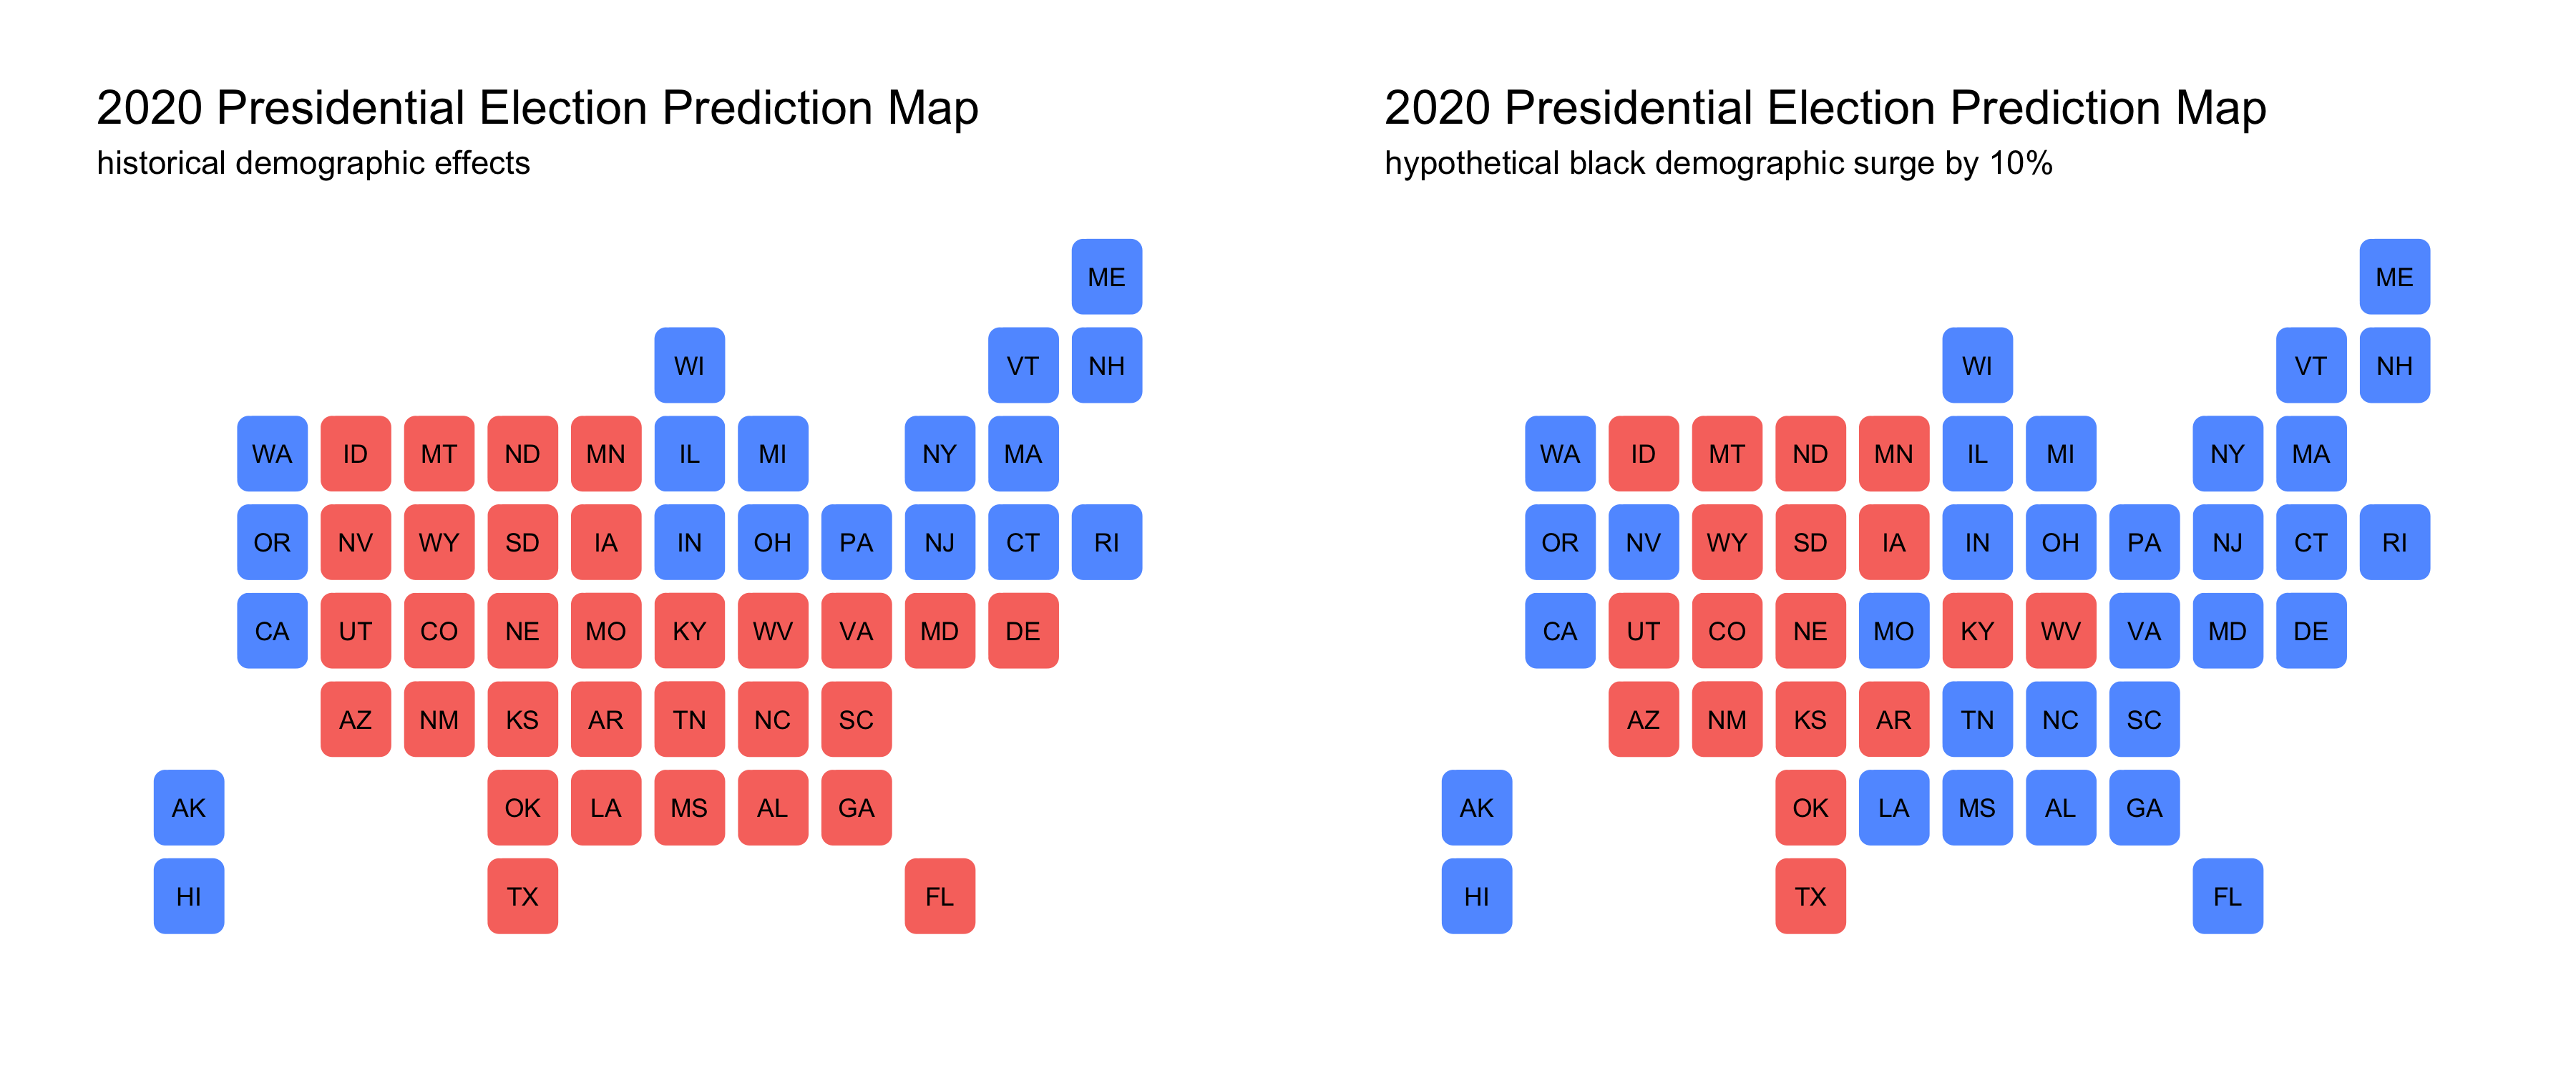 2020 Presidential Election Prediction Map
historical demographic effects
ME
WI VT NH
WA ID MT ND MN IL MI NY MA
OR NV WY SD IA IN OH PA NJ CT RI
CA UT CO NE MO KY WV VA MD DE
AZ NM KS AR TN NC SC
AK OK LA MS AL GA
HI TX FL
2020 Presidential Election Prediction Map
hypothetical black demographic surge by 10%
ME
WI VT NH
WA ID MT ND MN IL MI NY MA
OR NV WY SD IA IN OH PA NJ CT RI
CA UT CO NE MO KY WV VA MD DE
AZ NM KS AR TN NC SC
AK OK LA MS AL GA
HI TX FL